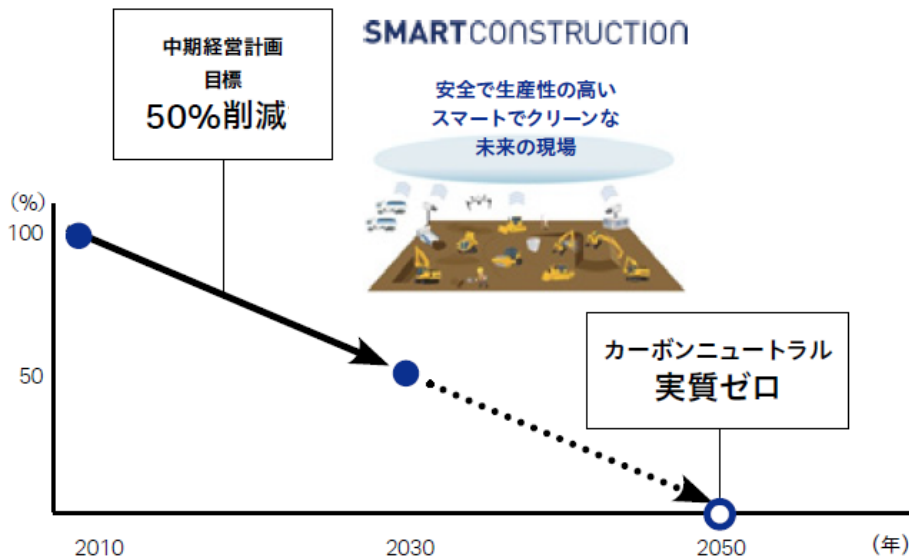 中期経営計画
目標
50%削減
SMARTCONSTRUCTION
安全で生産性の高い
スマートでクリーンな
未来の現場
(%)
100
50
カーボンニュートラル
実質ゼロ
2010
2030
2050
(年)